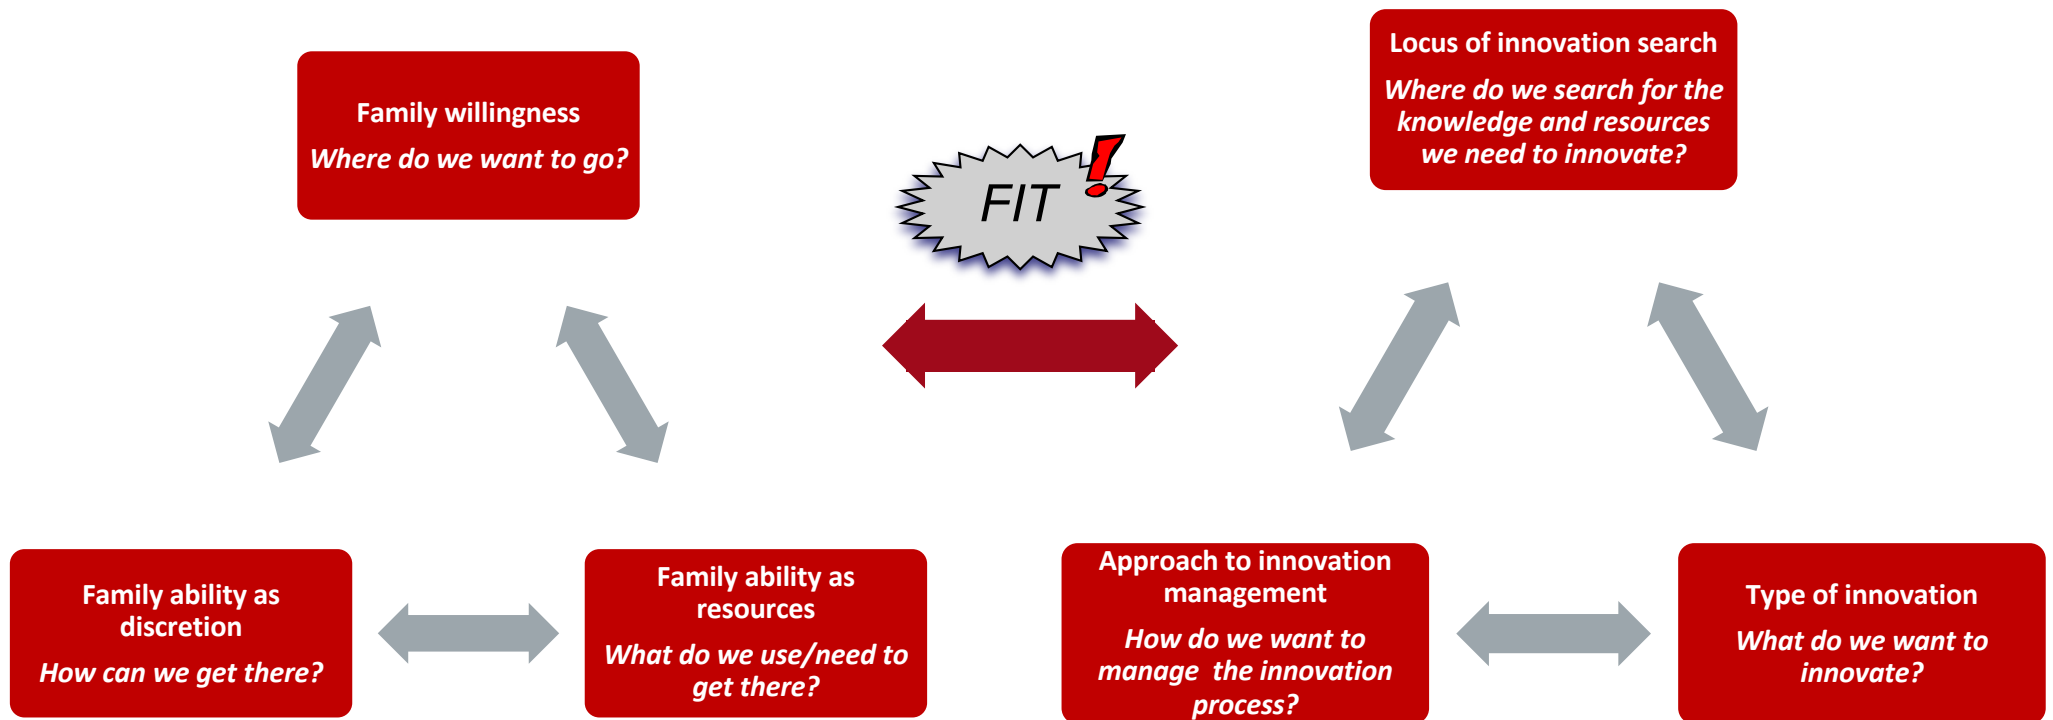 Family willingness
Where do we want to go?
FIT !
Locus of innovation search
Where do we search for the
knowledge and resources
we need to innovate?
Family ability as
discretion
How can we get there?
Family ability as
resources
What do we use/need to
get there?
Approach to innovation
management
How do we want to
manage  the innovation
process?
Type of innovation
What do we want to
innovate?